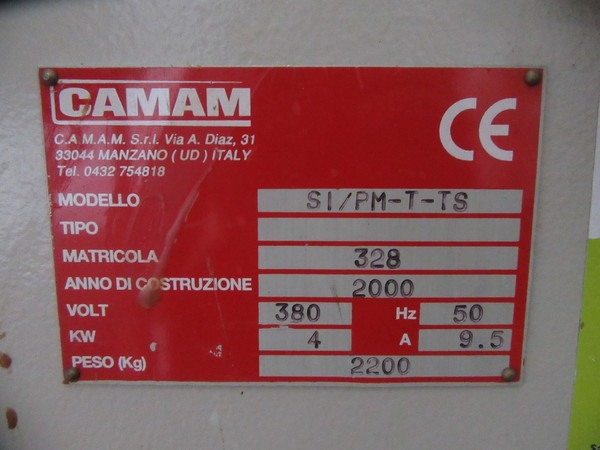 CAMAM
CE
C.A.M.A.M. S.r.l. Via A. Diaz, 31
33044 MANZANO ( UD ) ITALY
Tel. 0432 754818
MODELLO SI/PM-T-TS
TIPO
MATRICOLA 328
ANNO DI COSTRUZIONE 2000
VOLT 380 Hz 50
KW 4 A 9.5
PESO (Kg) 2200